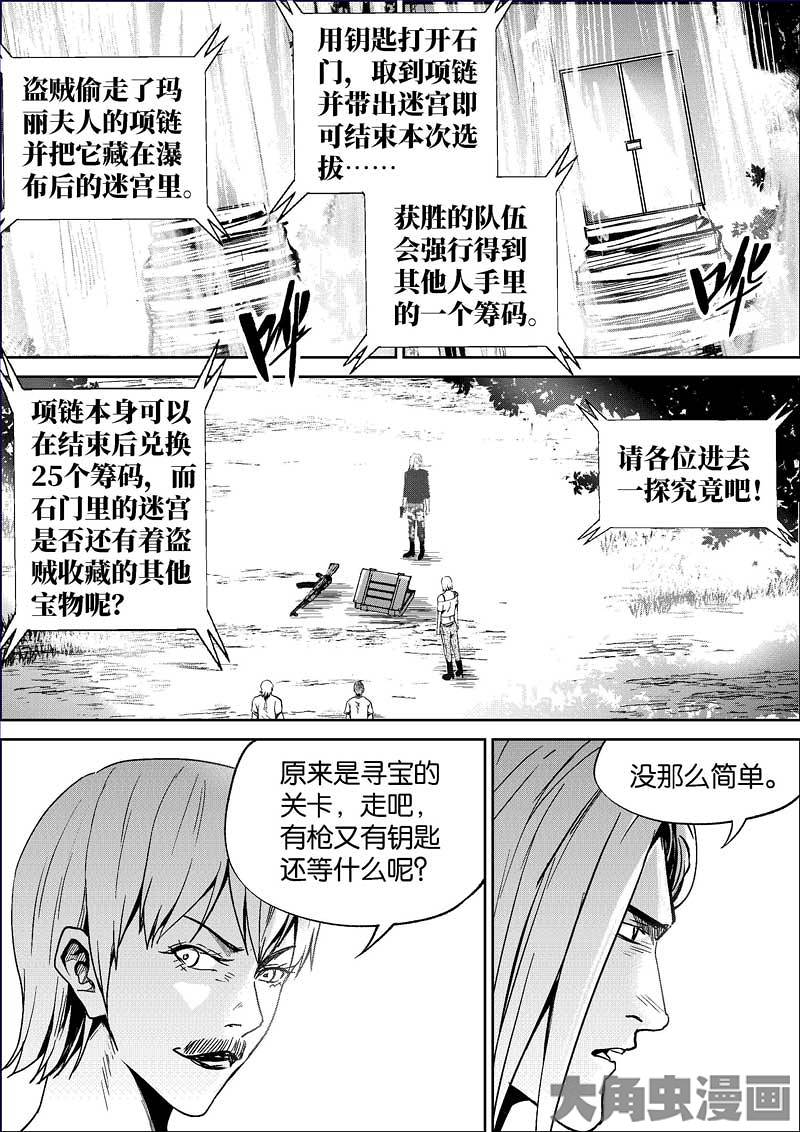 盗贼偷走了玛
丽夫人的项链
并把它藏在瀑
布后的迷宫里。
用钥匙打开石
门，取到项链
并带出迷宫即
可结束本次选
拔……
获胜的队伍
会强行得到
其他人手里
的一个筹码。
项链本身可以
在结束后兑换
25个筹码，而
石门里的迷宫
是否还有着盗
贼收藏的其他
宝物呢？
请各位进去
一探究竟吧！
原来是寻宝的
关卡，走吧，
有枪又有钥匙
还等什么呢？
没那么简单。
大角虫漫画